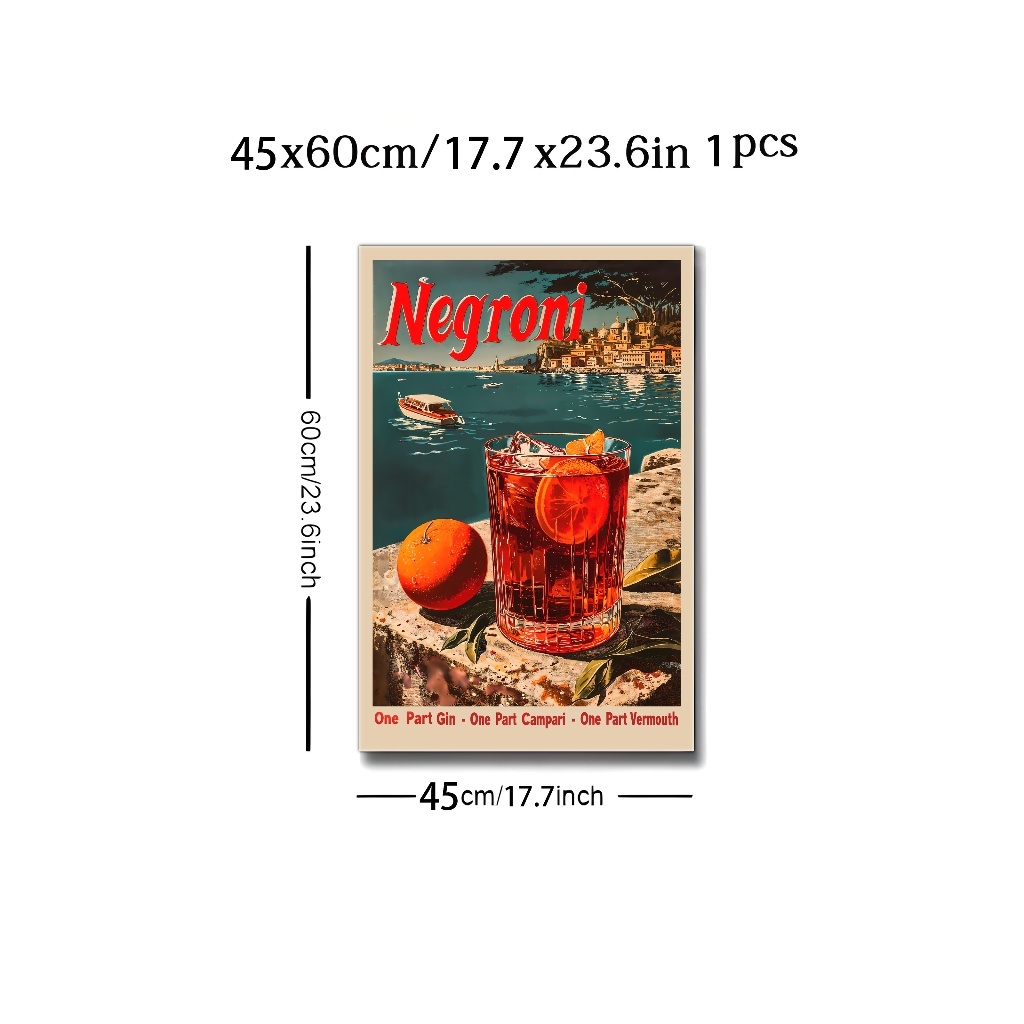 45x60cm/17.7 x23.6in 1pcs
Negroni
60cm/23.6inch
One Part Gin - One Part Campari - One Part Vermouth
45cm/17.7inch